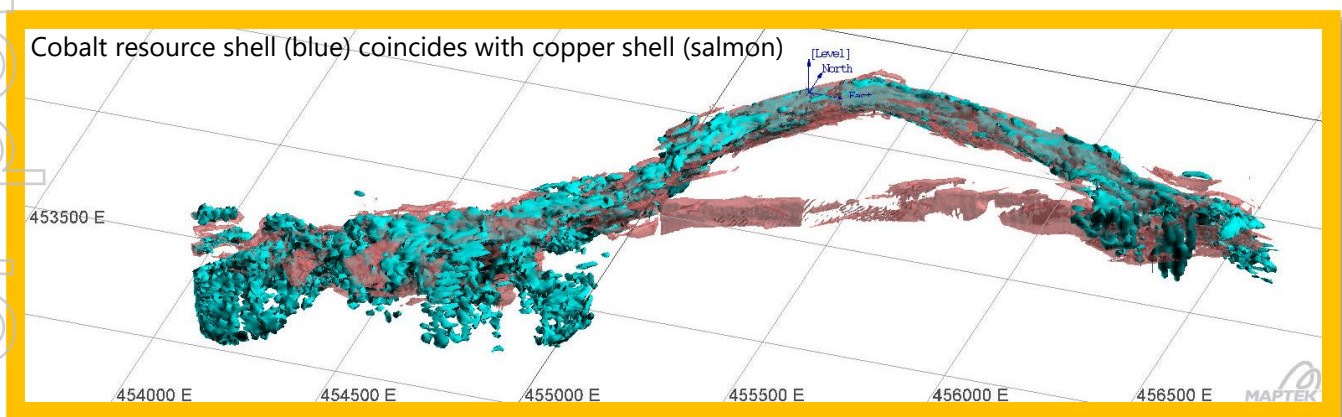 Cobalt resource shell (blue) coincides with copper shell (salmon)
[Level]
North
East
453500 E
454000 E
454500 E
455000 E
455500 E
456000 E
456500 E
MAPTEK